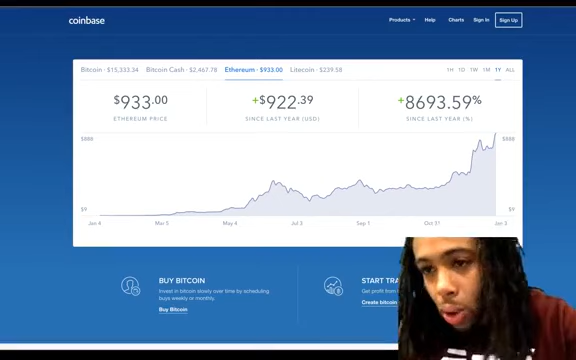 coinbase
Products Help Charts Sign In Sign Up
Bitcoin · $15,333.34 Bitcoin Cash · $2,467.78 Ethereum · $933.00 Litecoin · $239.58 1H 1D 1W 1M 1Y ALL
$933.00 +$922.39 +8693.59%
ETHEREUM PRICE SINCE LAST YEAR (USD) SINCE LAST YEAR (%)
$888 $888
$9 $9
Jan 4 Mar 5 May 4 Jul 3 Sep 1 Oct 31 Jan 3
BUY BITCOIN START TRA
Invest in bitcoin slowly over time by scheduling Get profit from
buys weekly or monthly.
Buy Bitcoin Create bitcoin